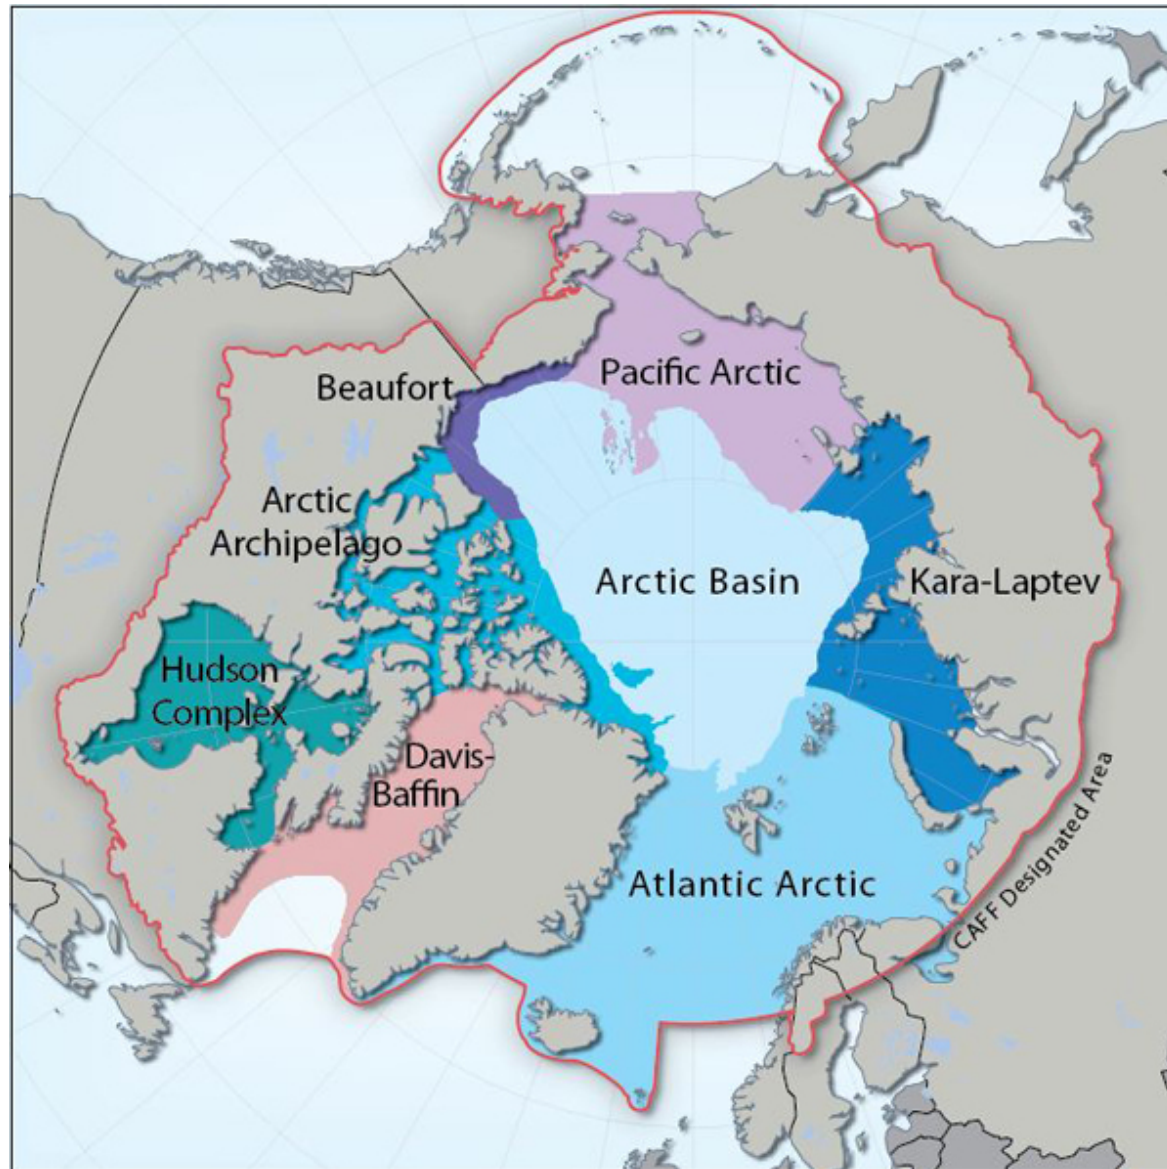 Pacific Arctic
Beaufort
Arctic
Archipelago
Arctic Basin
Kara-Laptev
Hudson
Complex
Davis-
Baffin
Atlantic Arctic
CAFF Designated Area